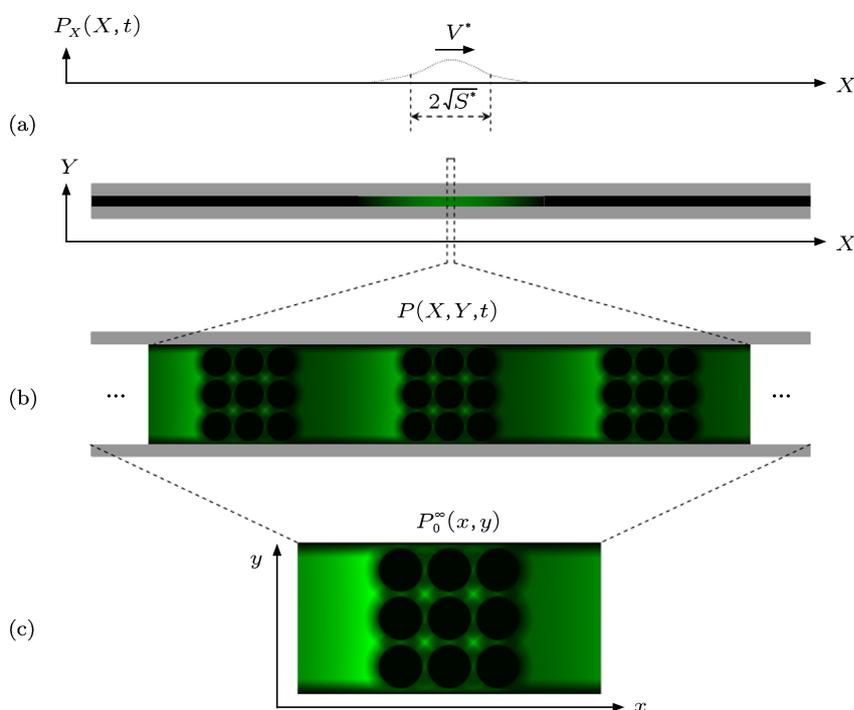 P_X(X,t)
V*
X
2√S*
(a)
Y
X
P(X,Y,t)
(b)
...
...
P_0^∞(x,y)
y
(c)
x